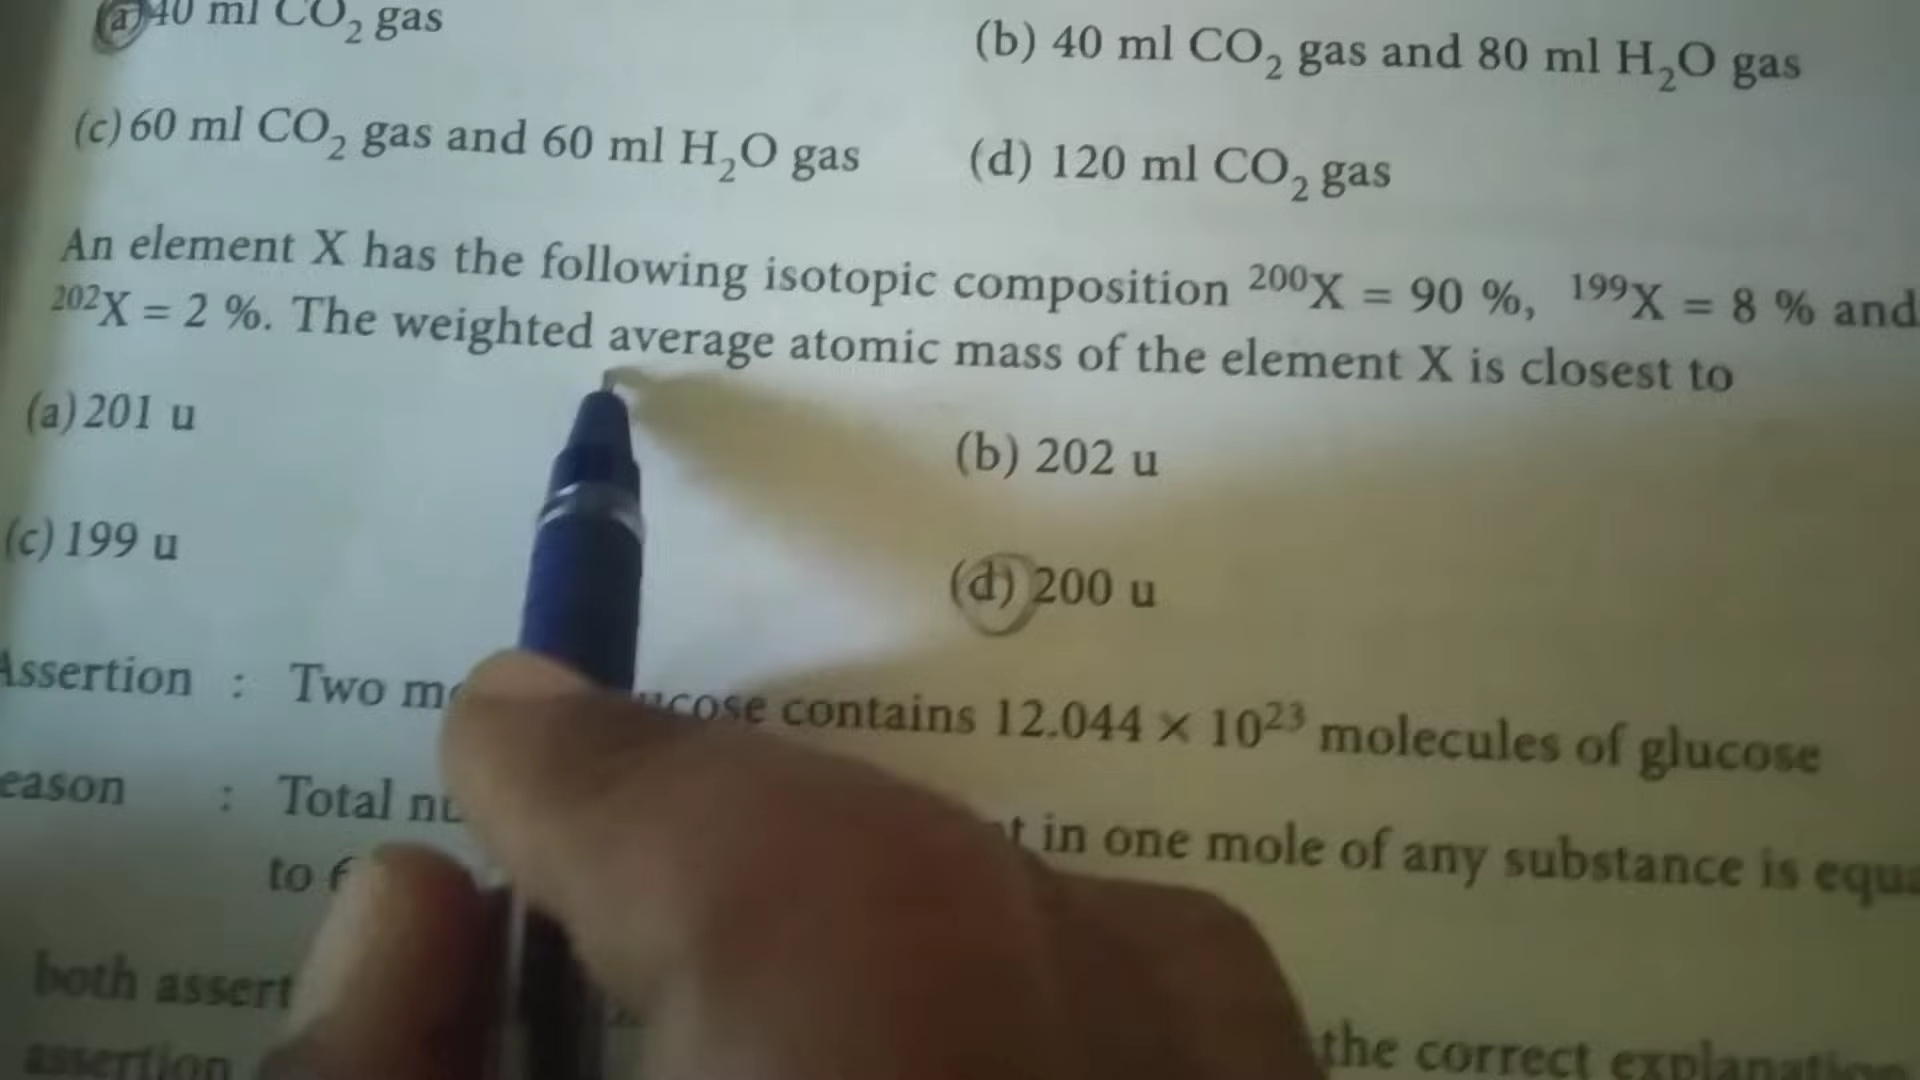 (a) 40 ml CO₂ gas
(b) 40 ml CO₂ gas and 80 ml H₂O gas
(c) 60 ml CO₂ gas and 60 ml H₂O gas
(d) 120 ml CO₂ gas
An element X has the following isotopic composition ²⁰⁰X = 90 %, ¹⁹⁹X = 8 % and
²⁰²X = 2 %. The weighted average atomic mass of the element X is closest to
(a) 201 u
(b) 202 u
(c) 199 u
(d) 200 u
Assertion : Two contains 12.044 × 10²³ molecules of glucose
eason : Total in one mole of any substance is
to
both
assertion the correct explanation